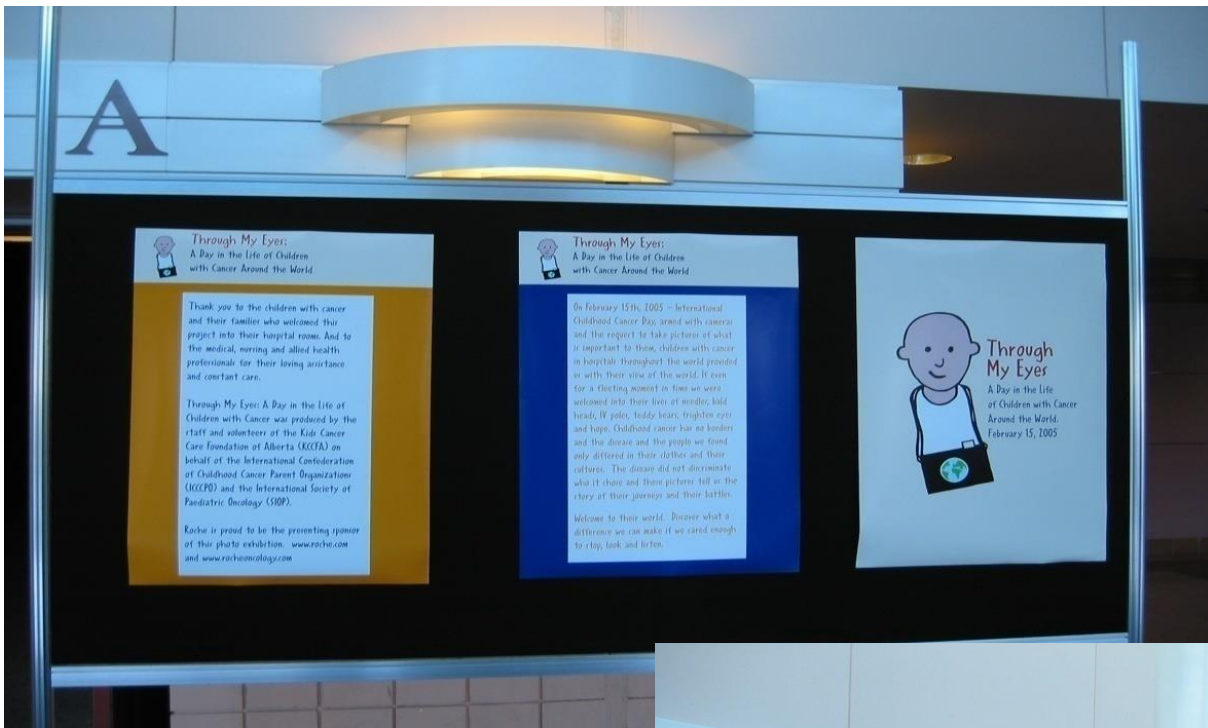 A
Through My Eyes:
A Day in the Life of Children
with Cancer Around the World
Thank you to the children with cancer
and their families who welcomed this
project into their hospital rooms. And to
the medical, nursing and allied health
professionals for their loving assistance
and constant care.
Through My Eyes: A Day in the Life of
Children with Cancer was produced by the
staff and volunteers of the Kids Cancer
Care Foundation of Alberta (KCCFA) on
behalf of the International Confederation
of Childhood Cancer Parent Organizations
(ICCCPO) and the International Society of
Paediatric Oncology (SIOP).
Roche is proud to be the presenting sponsor
of this photo exhibition. www.roche.com
and www.rocheoncology.com
Through My Eyes:
A Day in the Life of Children
with Cancer Around the World
On February 15th, 2005 – International
Childhood Cancer Day, armed with cameras
and the request to take pictures of what
is important to them, children with cancer
in hospitals throughout the world provided
us with their view of the world. If even
for a fleeting moment in time we were
welcomed into their lives of needles, bald
heads, IV poles, teddy bears, frighten eyes
and hope. Childhood cancer has no borders
and the disease and the people we found
only differed in their clothes and their
cultures. The disease did not discriminate
who it chose and these pictures tell us the
story of their journeys and their battles.
Welcome to their world. Discover what a
difference we can make if we cared enough
to stop, look and listen.
Through
My Eyes
A Day in the Life
of Children with Cancer
Around the World.
February 15, 2005